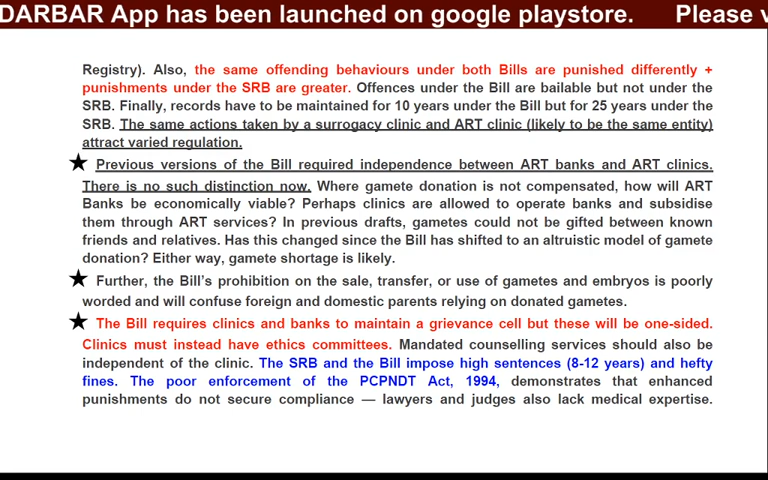 DARBAR App has been launched on google playstore. Please v
Registry). Also, the same offending behaviours under both Bills are punished differently +
punishments under the SRB are greater. Offences under the Bill are bailable but not under the
SRB. Finally, records have to be maintained for 10 years under the Bill but for 25 years under the
SRB. The same actions taken by a surrogacy clinic and ART clinic (likely to be the same entity)
attract varied regulation.
★ Previous versions of the Bill required independence between ART banks and ART clinics.
There is no such distinction now. Where gamete donation is not compensated, how will ART
Banks be economically viable? Perhaps clinics are allowed to operate banks and subsidise
them through ART services? In previous drafts, gametes could not be gifted between known
friends and relatives. Has this changed since the Bill has shifted to an altruistic model of gamete
donation? Either way, gamete shortage is likely.
★ Further, the Bill's prohibition on the sale, transfer, or use of gametes and embryos is poorly
worded and will confuse foreign and domestic parents relying on donated gametes.
★ The Bill requires clinics and banks to maintain a grievance cell but these will be one-sided.
Clinics must instead have ethics committees. Mandated counselling services should also be
independent of the clinic. The SRB and the Bill impose high sentences (8-12 years) and hefty
fines. The poor enforcement of the PCPNDT Act, 1994, demonstrates that enhanced
punishments do not secure compliance — lawyers and judges also lack medical expertise.